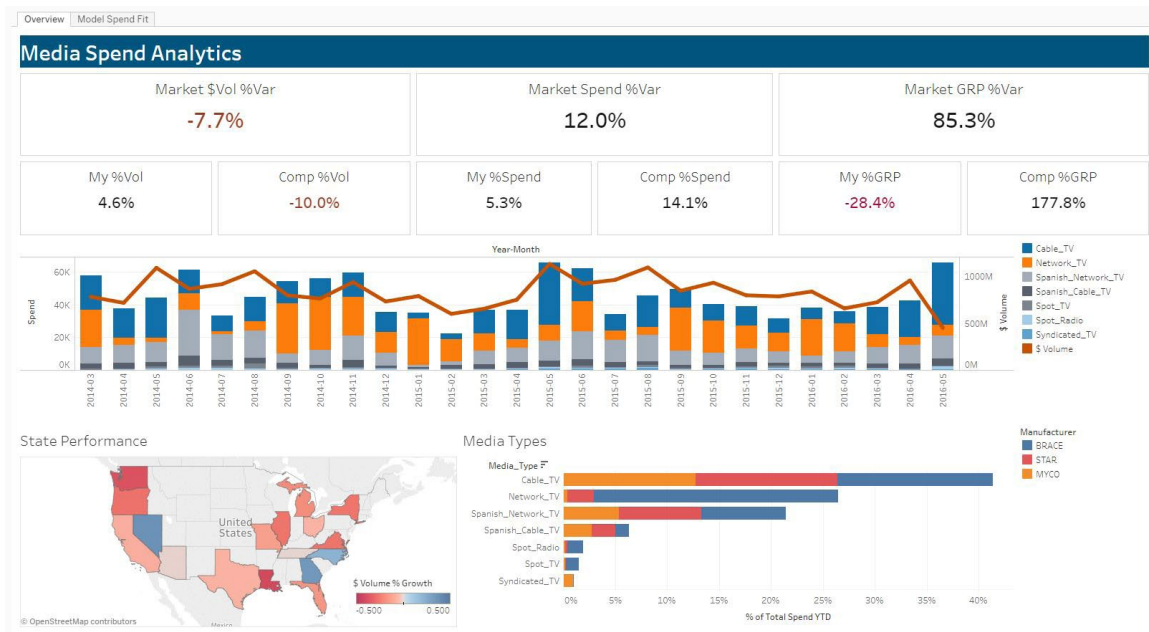 Overview Model Spend Fit
Media Spend Analytics
Market $Vol %Var Market Spend %Var Market GRP %Var
-7.7% 12.0% 85.3%
My %Vol Comp %Vol My %Spend Comp %Spend My %GRP Comp %GRP
4.6% -10.0% 5.3% 14.1% -28.4% 177.8%
Year-Month
Spend
60K
40K
20K
0K
1000M
500M
0M
$ Volume
2014-03 2014-04 2014-05 2014-06 2014-07 2014-08 2014-09 2014-10 2014-11 2014-12 2015-01 2015-02 2015-03 2015-04 2015-05 2015-06 2015-07 2015-08 2015-09 2015-10 2015-11 2015-12 2016-01 2016-02 2016-03 2016-04 2016-05
Cable_TV
Network_TV
Spanish_Network_TV
Spanish_Cable_TV
Spot_TV
Spot_Radio
Syndicated_TV
$ Volume
State Performance
United
States
Mexico
$ Volume % Growth
-0.500 0.500
© OpenStreetMap contributors
Media Types
Media_Type
Cable_TV
Network_TV
Spanish_Network_TV
Spanish_Cable_TV
Spot_Radio
Spot_TV
Syndicated_TV
0% 5% 10% 15% 20% 25% 30% 35% 40%
% of Total Spend YTD
Manufacturer
BRACE
STAR
MYCO